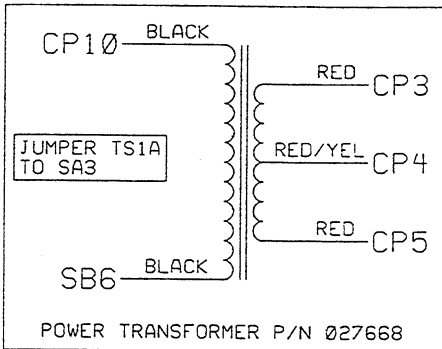 BLACK
CP10
RED
CP3
JUMPER TS1A
TO SA3
RED/YEL
CP4
RED
CP5
BLACK
SB6
POWER TRANSFORMER P/N 027668